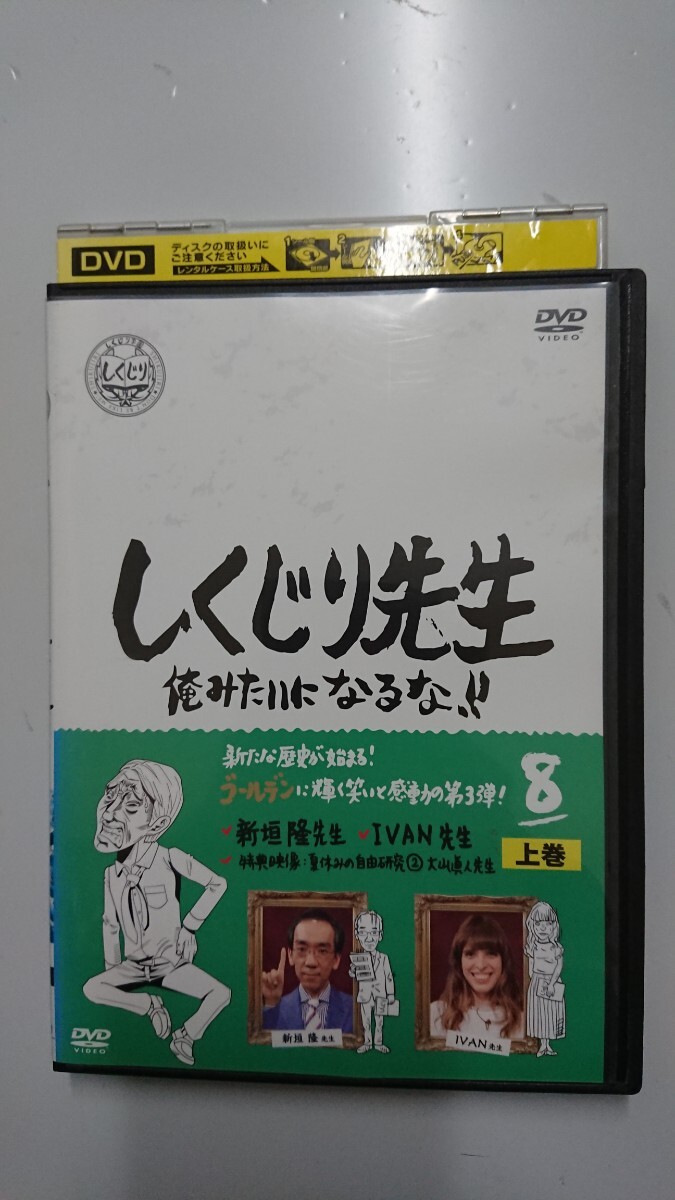 DVD
ディスクの取扱いに
ご注意ください
レンタルケース取扱方法
1 2
DVD
VIDEO
しくじり
しくじり先生
俺みたいになるな!!
新たな歴史が始まる!
ゴールデンに輝く笑いと感動の第3弾!
8
新垣隆先生 IVAN先生
上巻
特典映像:夏休みの自由研究② 大山眞人先生
新垣 隆 先生
IVAN 先生
DVD
VIDEO